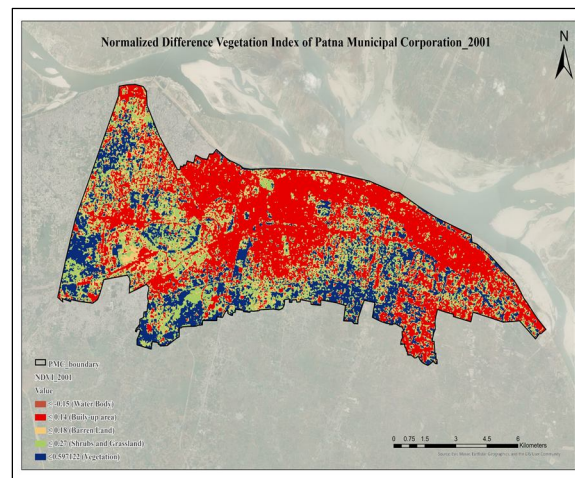 Normalized Difference Vegetation Index of Patna Municipal Corporation_2001
N
PMC_boundary
NDVI_2001
Value
≤ -0.15 (Water Body)
≤ 0.14 (Built-up area)
≤ 0.18 (Barren Land)
≤ 0.27 (Shrubs and Grassland)
≤0.597122 (Vegetation)
0 0.75 1.5 3 4.5 6
Kilometers